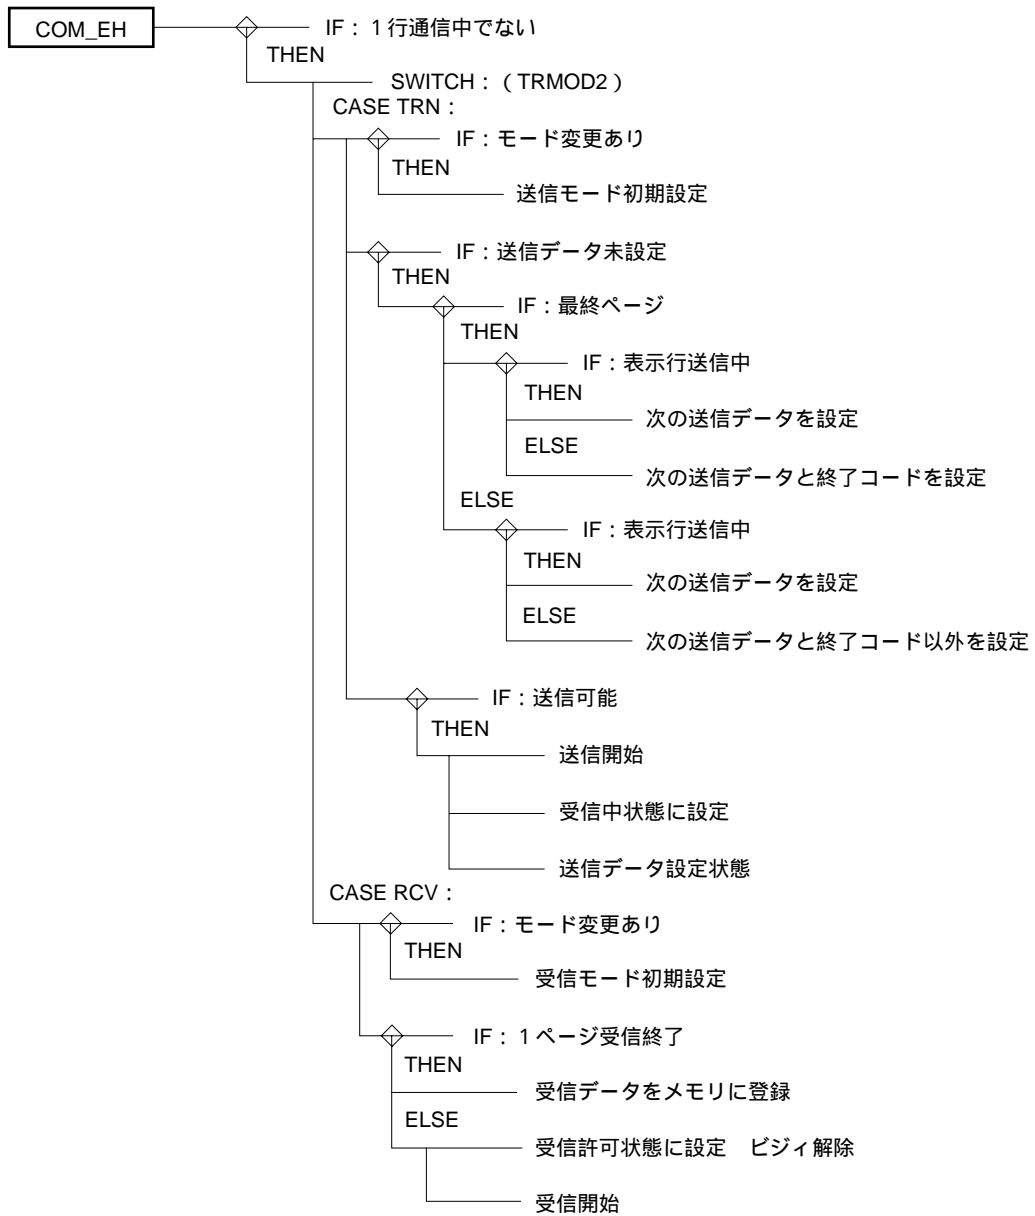 COM_EH
IF：１行通信中でない
THEN
SWITCH：（TRMOD2）
CASE TRN：
IF：モード変更あり
THEN
送信モード初期設定
IF：送信データ未設定
THEN
IF：最終ページ
THEN
IF：表示行送信中
THEN
次の送信データを設定
ELSE
次の送信データと終了コードを設定
ELSE
IF：表示行送信中
THEN
次の送信データを設定
ELSE
次の送信データと終了コード以外を設定
IF：送信可能
THEN
送信開始
受信中状態に設定
送信データ設定状態
CASE RCV：
IF：モード変更あり
THEN
受信モード初期設定
IF：１ページ受信終了
THEN
受信データをメモリに登録
ELSE
受信許可状態に設定　ビジィ解除
受信開始